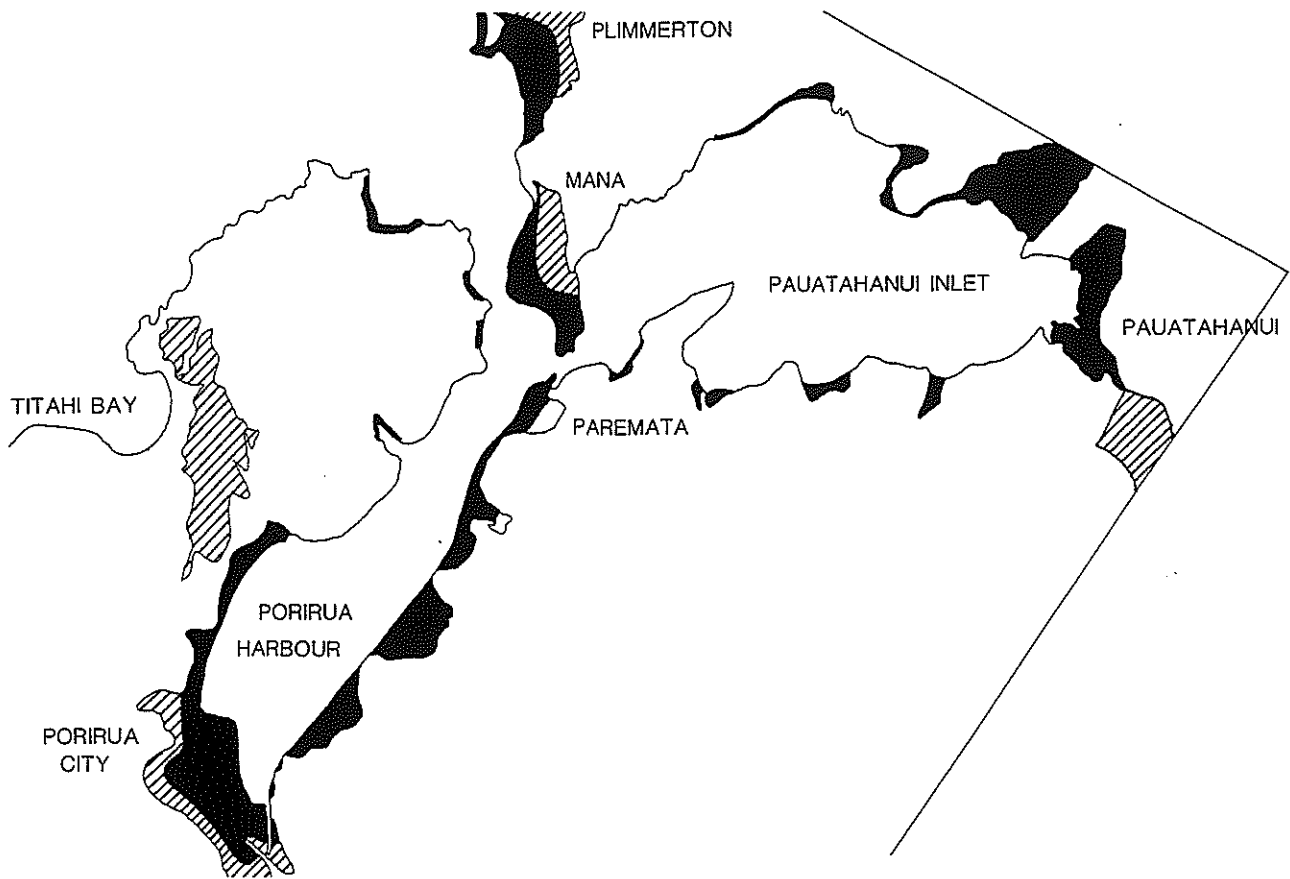 PLIMMERTON
MANA
PAUATAHANUI INLET
PAUATAHANUI
TITAHI BAY
PAREMATA
PORIRUA
HARBOUR
PORIRUA
CITY